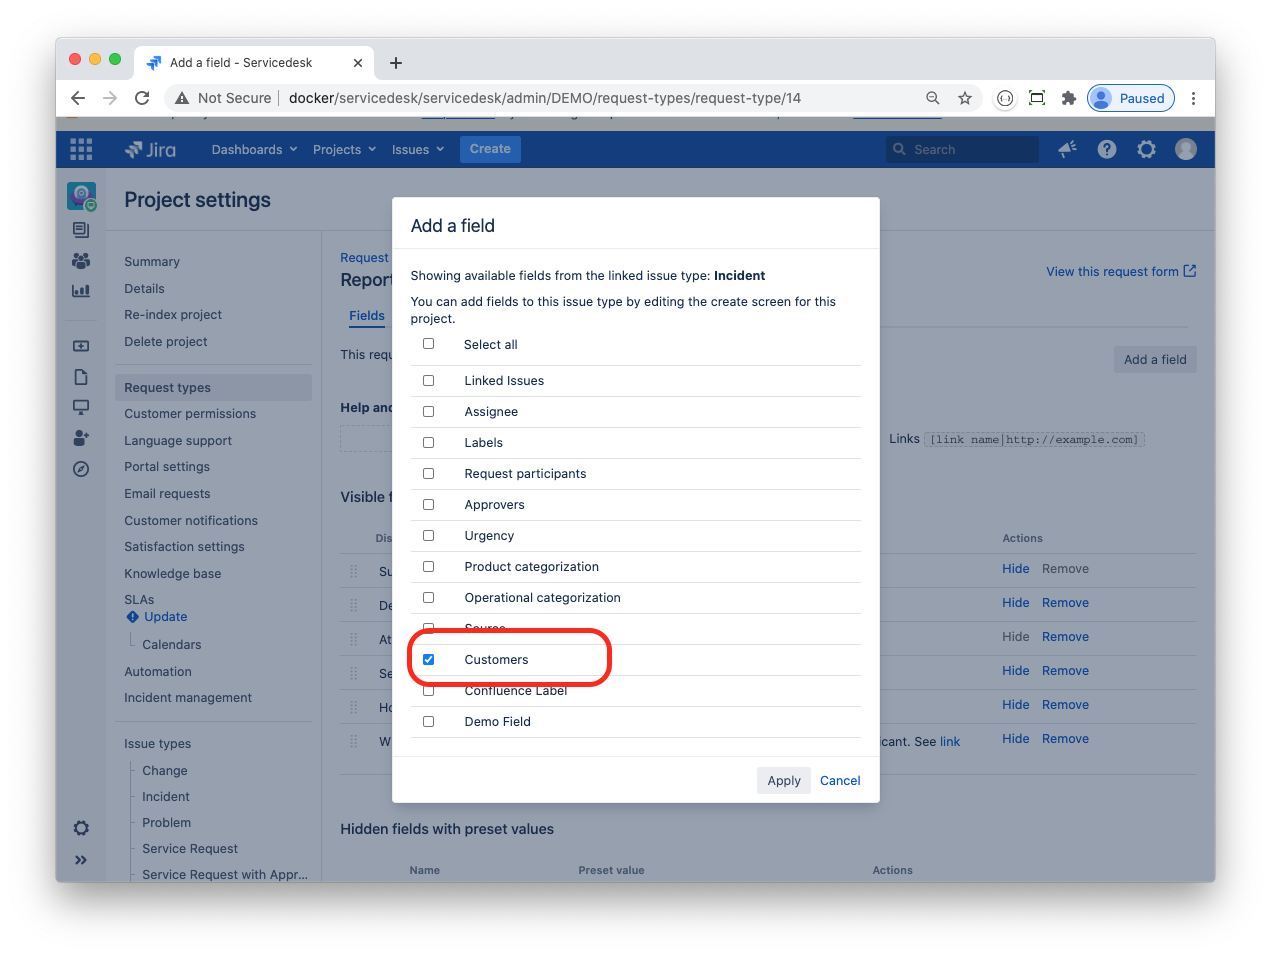 Add a field - Servicedesk
Not Secure docker/servicedesk/servicedesk/admin/DEMO/request-types/request-type/14
Paused
Jira Dashboards Projects Issues Create Search
Project settings
Summary
Details
Re-index project
Delete project
Request types
Customer permissions
Language support
Portal settings
Email requests
Customer notifications
Satisfaction settings
Knowledge base
SLAs
Update
Calendars
Automation
Incident management
Issue types
Change
Incident
Problem
Service Request
Service Request with Appr...
Request
Report
View this request form
Fields
This requ
Add a field
Help and
Links [link name|http://example.com]
Visible f
Dis
Actions
Su
Hide Remove
De
Hide Remove
At
Hide Remove
Se
Hide Remove
Ho
Hide Remove
W
icant. See link
Hide Remove
Add a field
Showing available fields from the linked issue type: Incident
You can add fields to this issue type by editing the create screen for this
project.
Select all
Linked Issues
Assignee
Labels
Request participants
Approvers
Urgency
Product categorization
Operational categorization
Source
Customers
Confluence Label
Demo Field
Apply Cancel
Hidden fields with preset values
Name Preset value Actions